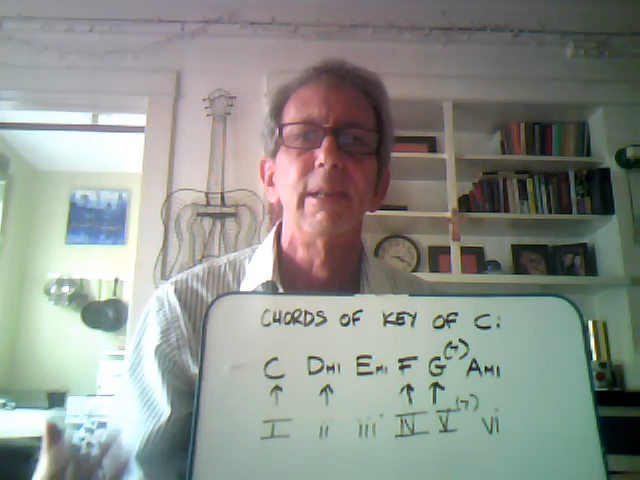 CHORDS OF KEY OF C:
C DMI EMI F G(7) AMI
↑ ↑ ↑ ↑
I ii iii IV V(7) vi